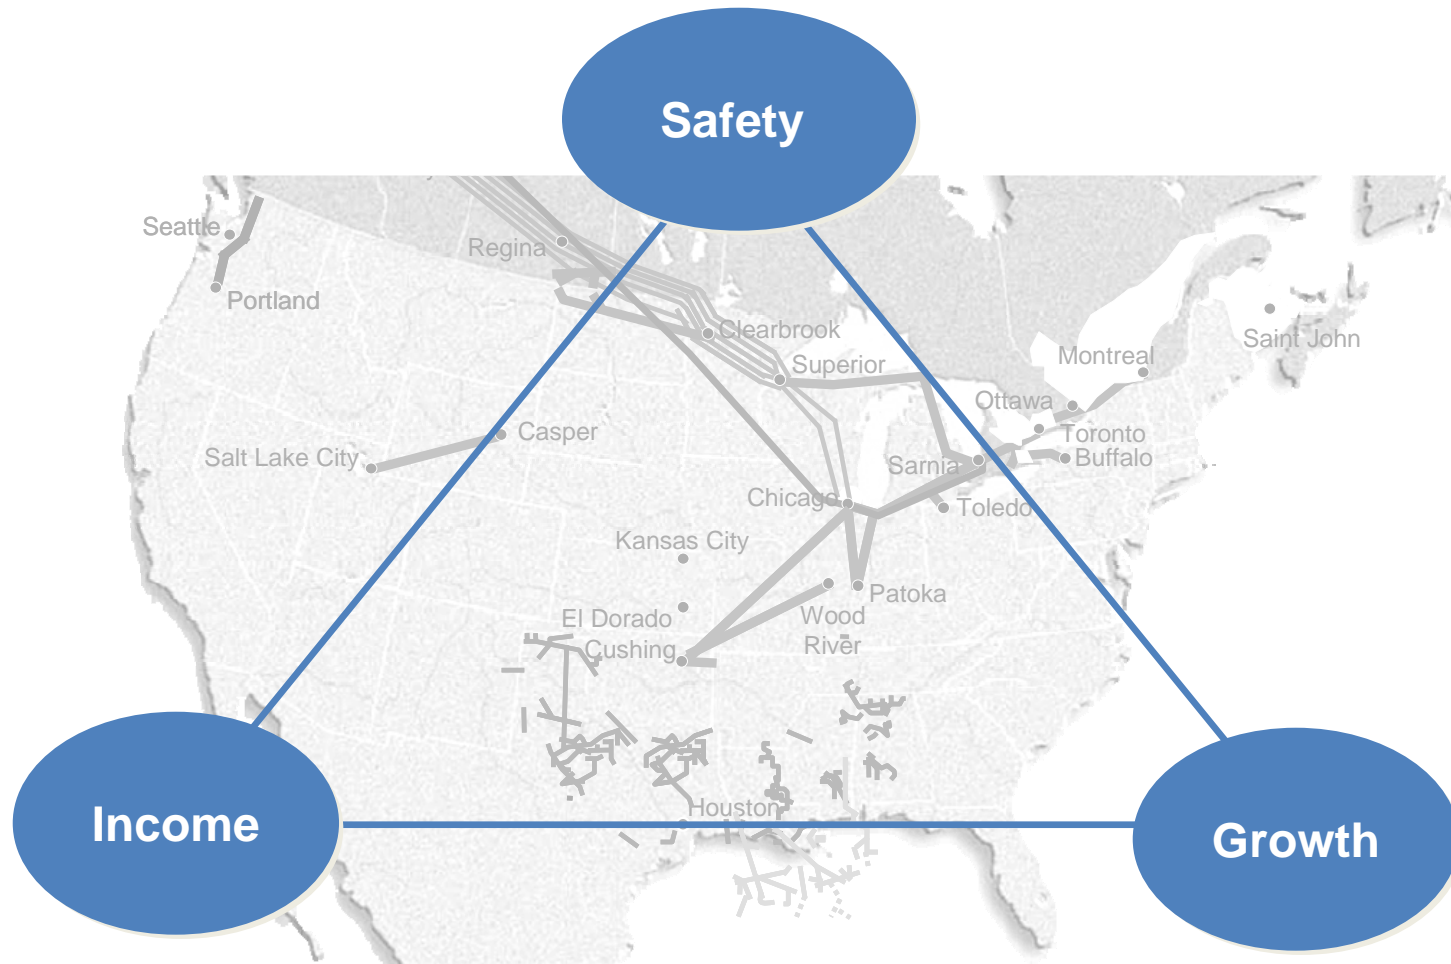 Safety
Seattle
Regina
Portland
Clearbrook
Saint John
Montreal
Superior
Ottawa
Casper
Toronto
Salt Lake City
Sarnia
Buffalo
Chicago
Toledo
Kansas City
Patoka
El Dorado
Wood
River
Cushing
Houston
Income
Growth